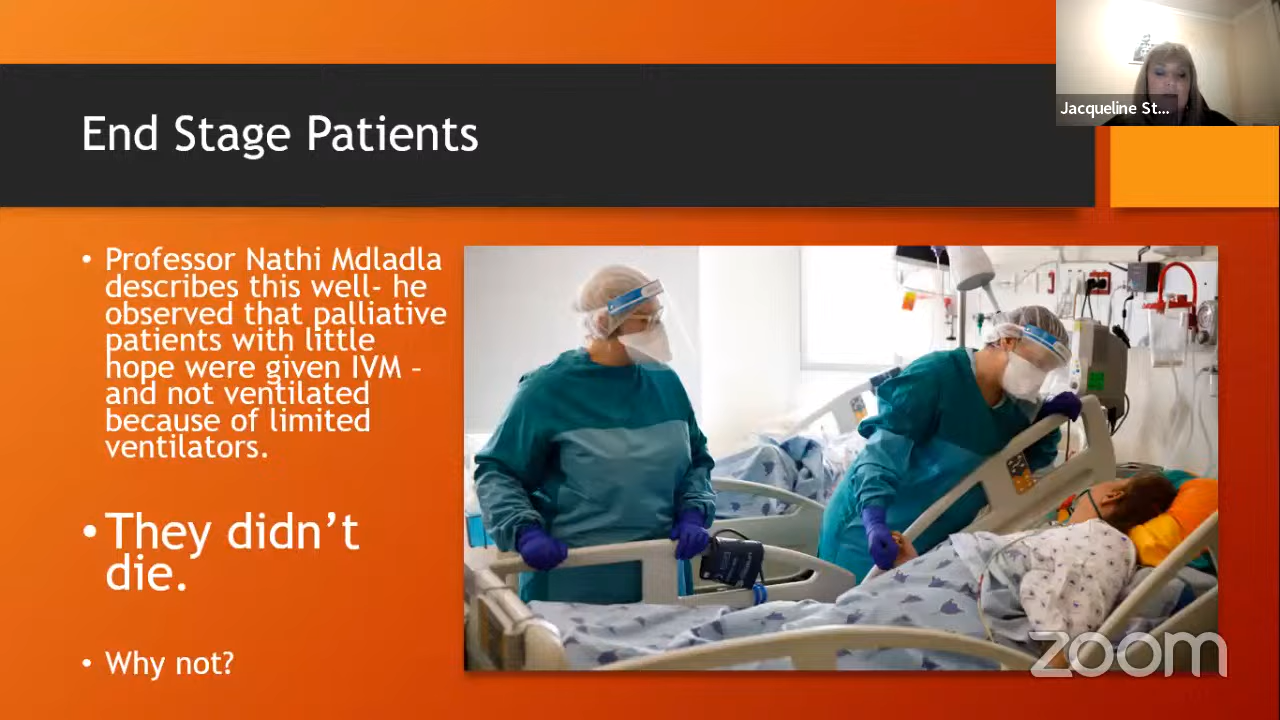 Jacqueline St...
End Stage Patients
• Professor Nathi Mdladla
describes this well- he
observed that palliative
patients with little
hope were given IVM –
and not ventilated
because of limited
ventilators.
• They didn’t
die.
• Why not?
zoom